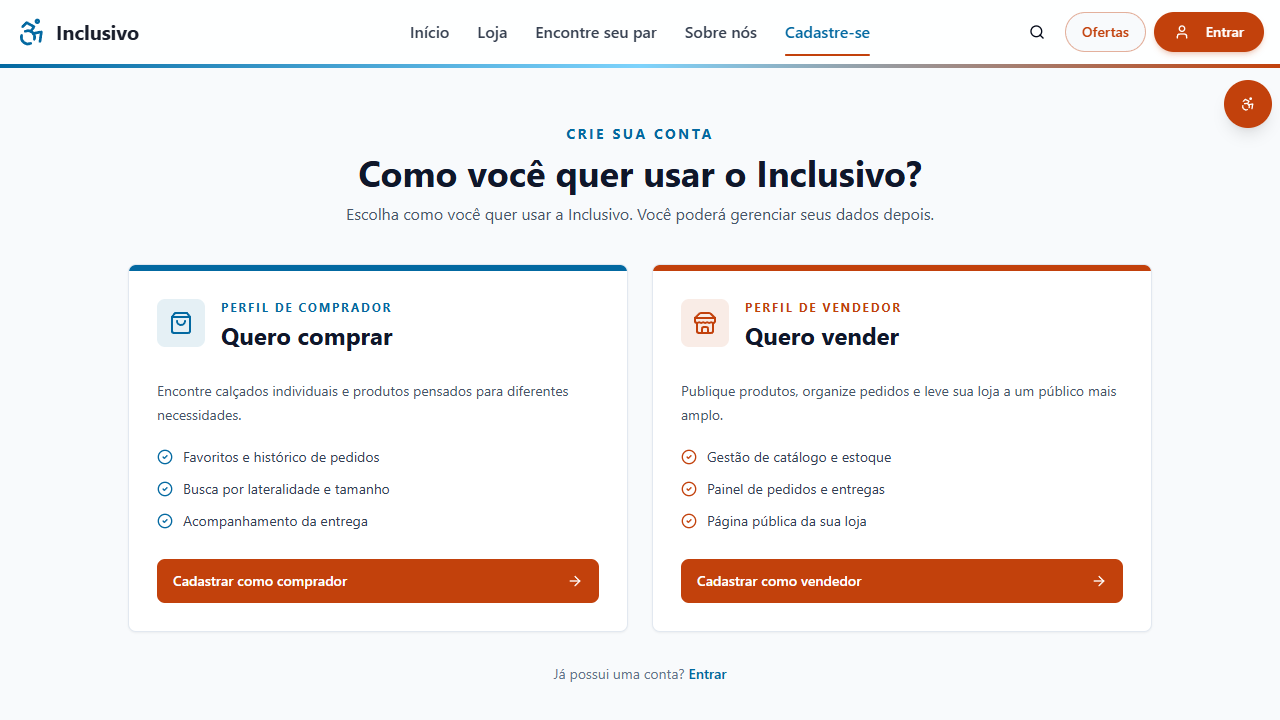 Inclusivo
Início
Loja
Encontre seu par
Sobre nós
Cadastre-se
Ofertas
Entrar
CRIE SUA CONTA
Como você quer usar o Inclusivo?
Escolha como você quer usar a Inclusivo. Você poderá gerenciar seus dados depois.
PERFIL DE COMPRADOR
Quero comprar
Encontre calçados individuais e produtos pensados para diferentes
necessidades.
Favoritos e histórico de pedidos
Busca por lateralidade e tamanho
Acompanhamento da entrega
Cadastrar como comprador
PERFIL DE VENDEDOR
Quero vender
Publique produtos, organize pedidos e leve sua loja a um público mais
amplo.
Gestão de catálogo e estoque
Painel de pedidos e entregas
Página pública da sua loja
Cadastrar como vendedor
Já possui uma conta? Entrar